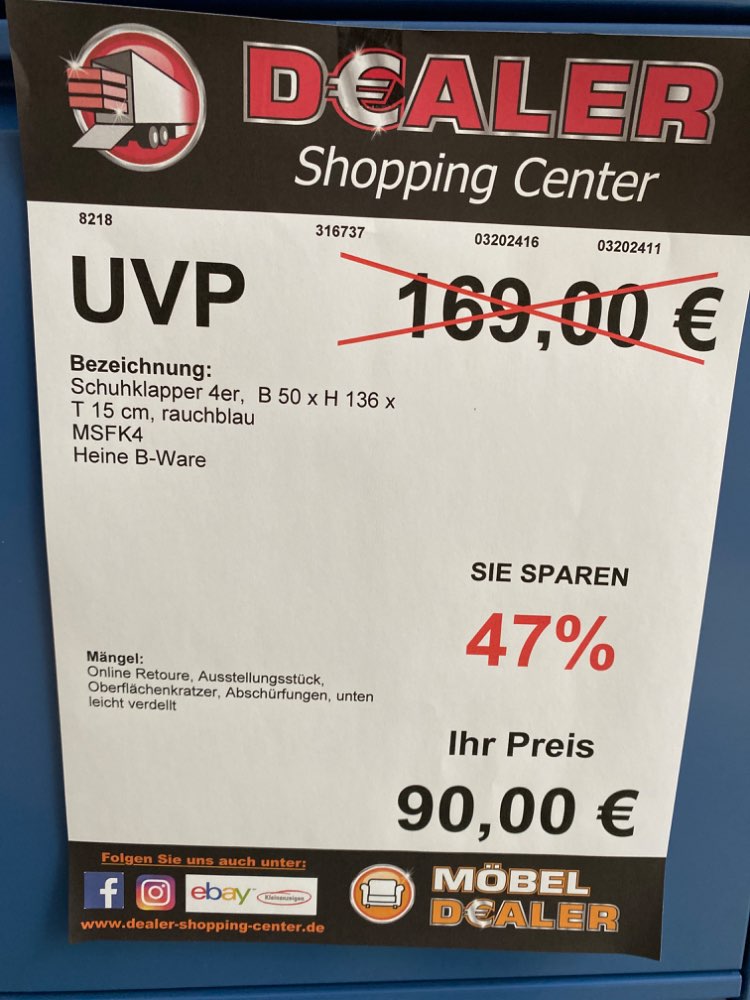 D€ALER
Shopping Center
8218 316737 03202416 03202411
UVP 169,00 €
Bezeichnung:
Schuhklapper 4er, B 50 x H 136 x
T 15 cm, rauchblau
MSFK4
Heine B-Ware
SIE SPAREN
47%
Mängel:
Online Retoure, Ausstellungsstück,
Oberflächenkratzer, Abschürfungen, unten
leicht verdellt
Ihr Preis
90,00 €
Folgen Sie uns auch unter:
f ebay Kleinanzeigen
www.dealer-shopping-center.de
MÖBEL
D€ALER